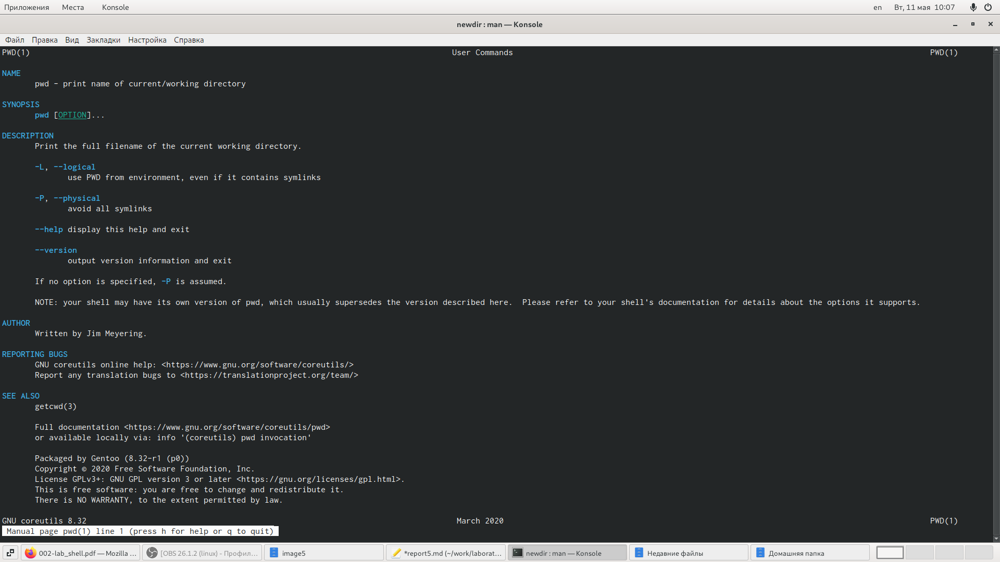 Приложения Места Konsole en Вт, 11 мая 10:07
newdir : man — Konsole
Файл Правка Вид Закладки Настройка Справка
PWD(1) User Commands PWD(1)
NAME
pwd - print name of current/working directory
SYNOPSIS
pwd [OPTION]...
DESCRIPTION
Print the full filename of the current working directory.
-L, --logical
use PWD from environment, even if it contains symlinks
-P, --physical
avoid all symlinks
--help display this help and exit
--version
output version information and exit
If no option is specified, -P is assumed.
NOTE: your shell may have its own version of pwd, which usually supersedes the version described here.  Please refer to your shell's documentation for details about the options it supports.
AUTHOR
Written by Jim Meyering.
REPORTING BUGS
GNU coreutils online help: <https://www.gnu.org/software/coreutils/>
Report any translation bugs to <https://translationproject.org/team/>
SEE ALSO
getcwd(3)
Full documentation <https://www.gnu.org/software/coreutils/pwd>
or available locally via: info '(coreutils) pwd invocation'
Packaged by Gentoo (8.32-r1 (p0))
Copyright © 2020 Free Software Foundation, Inc.
License GPLv3+: GNU GPL version 3 or later <https://gnu.org/licenses/gpl.html>.
This is free software: you are free to change and redistribute it.
There is NO WARRANTY, to the extent permitted by law.
GNU coreutils 8.32 March 2020 PWD(1)
Manual page pwd(1) line 1 (press h for help or q to quit)
002-lab_shell.pdf — Mozilla ... [OBS 26.1.2 (linux) - Профил... image5 *report5.md (~/work/laborat... newdir : man — Konsole Недавние файлы Домашняя папка